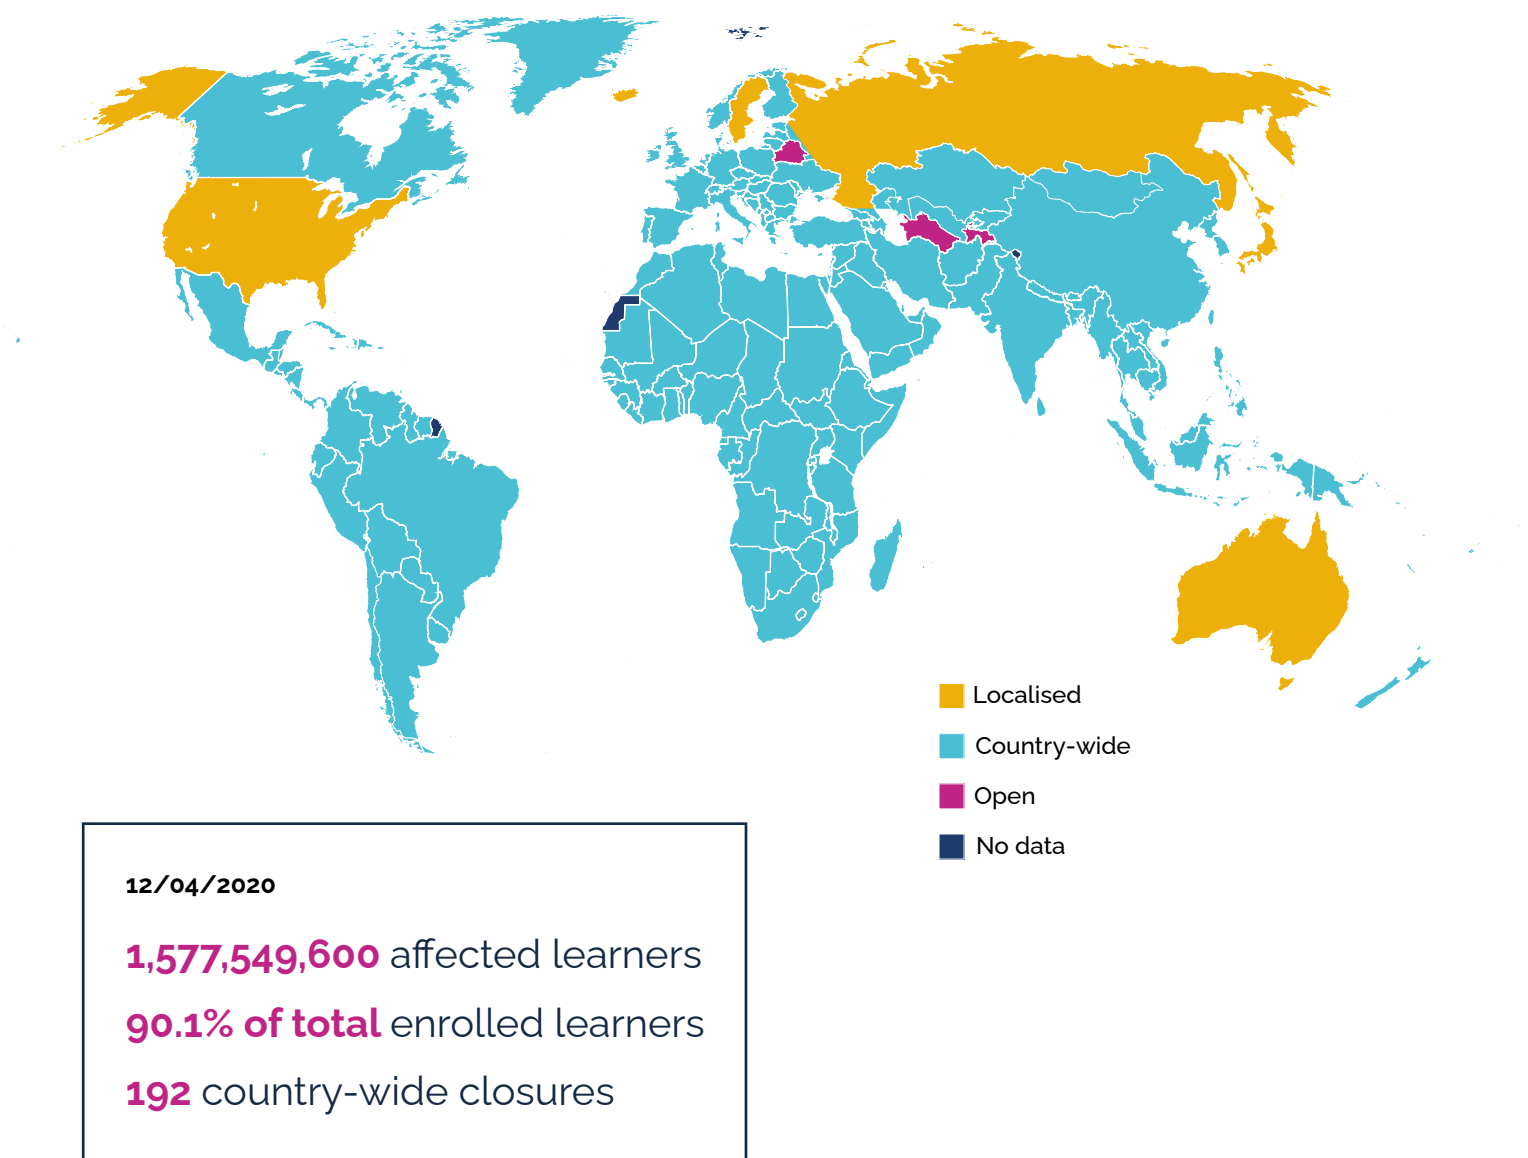 Localised
Country-wide
Open
No data
12/04/2020
1,577,549,600 affected learners
90.1% of total enrolled learners
192 country-wide closures